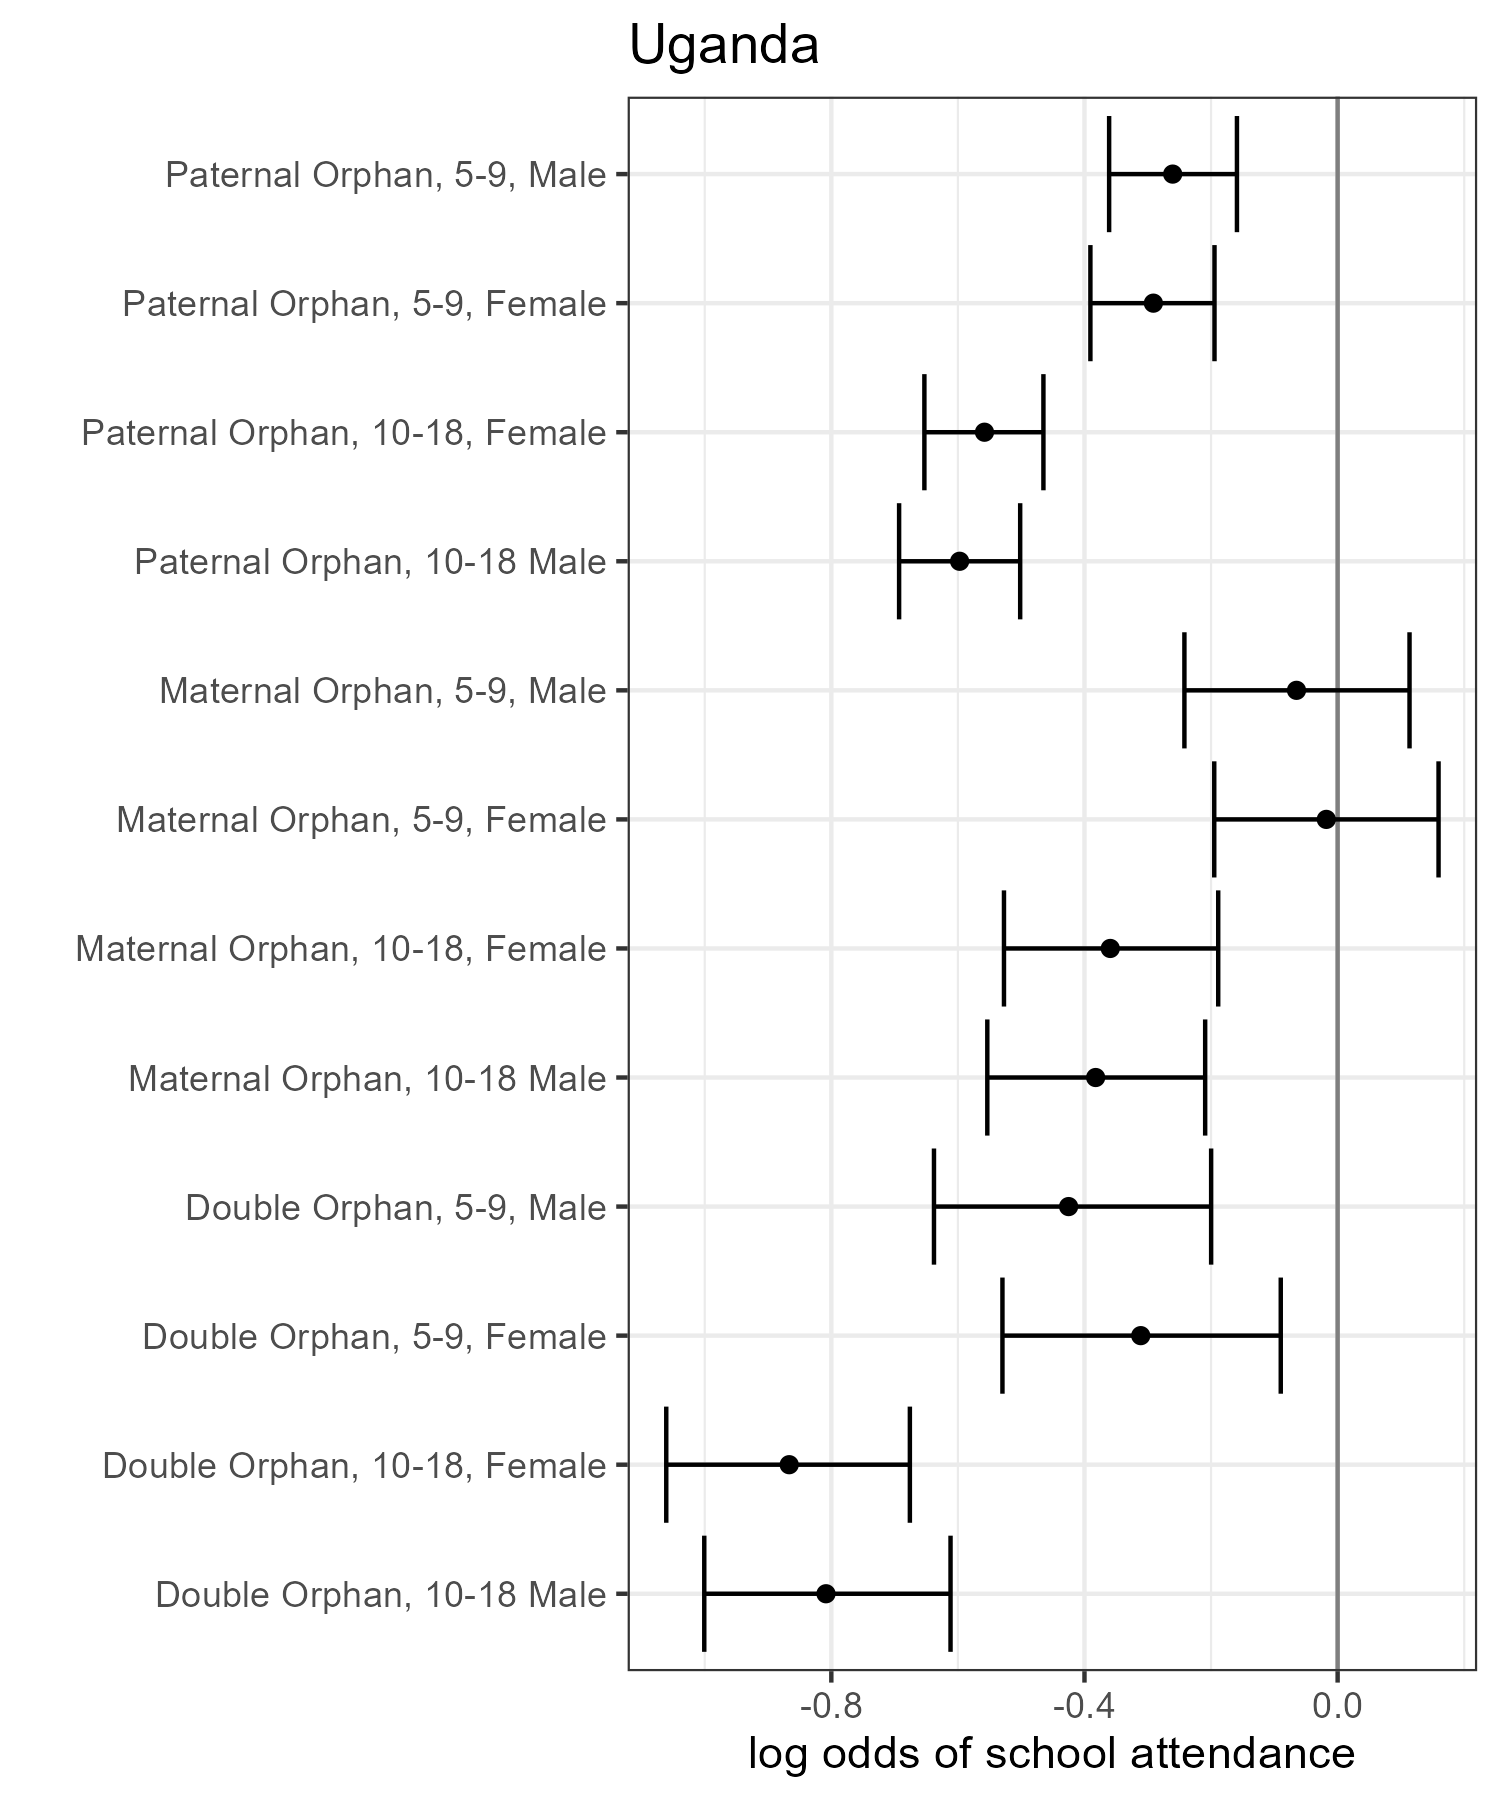 Uganda
Paternal Orphan, 5-9, Male
Paternal Orphan, 5-9, Female
Paternal Orphan, 10-18, Female
Paternal Orphan, 10-18 Male
Maternal Orphan, 5-9, Male
Maternal Orphan, 5-9, Female
Maternal Orphan, 10-18, Female
Maternal Orphan, 10-18 Male
Double Orphan, 5-9, Male
Double Orphan, 5-9, Female
Double Orphan, 10-18, Female
Double Orphan, 10-18 Male
-0.8 -0.4 0.0
log odds of school attendance